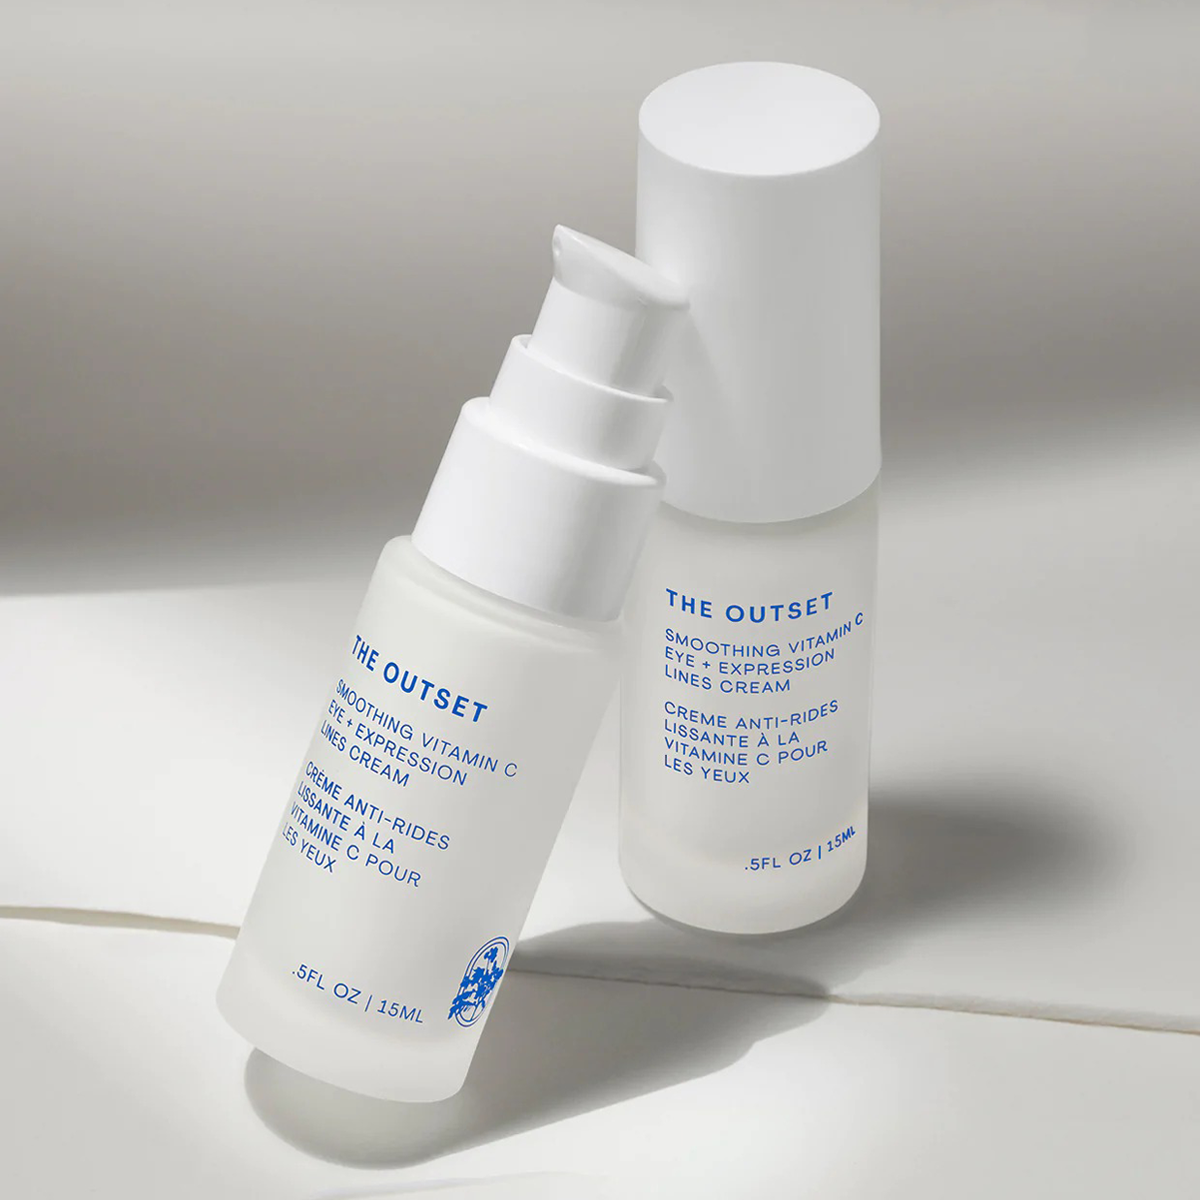 THE OUTSET
SMOOTHING VITAMIN C
EYE + EXPRESSION
LINES CREAM
CRÈME ANTI-RIDES
LISSANTE À LA
VITAMINE C POUR
LES YEUX
.5FL OZ | 15ML
THE OUTSET
SMOOTHING VITAMIN C
EYE + EXPRESSION
LINES CREAM
CREME ANTI-RIDES
LISSANTE À LA
VITAMINE C POUR
LES YEUX
.5FL OZ | 15ML